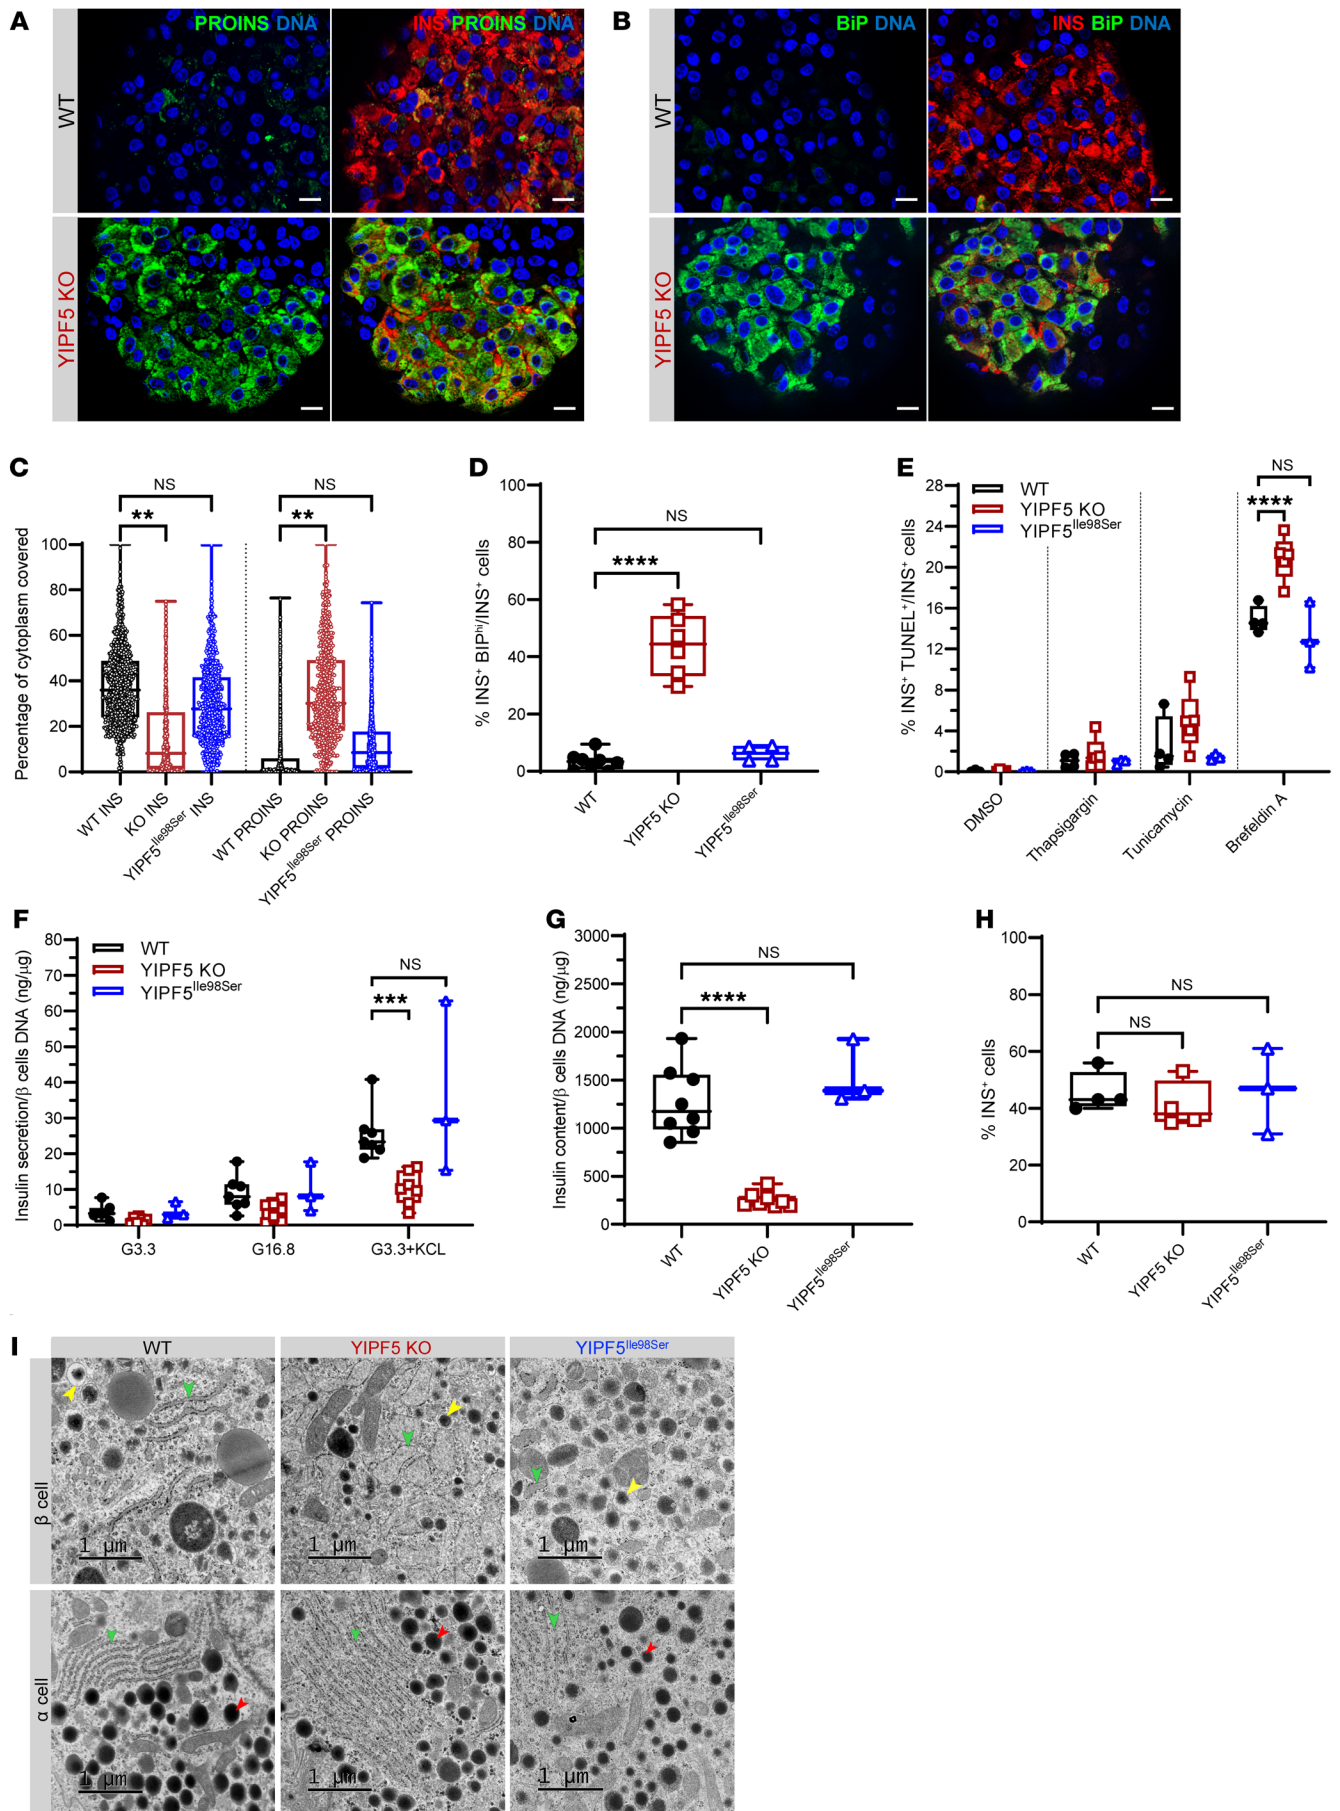 A
PROINS DNA
INS PROINS DNA
WT
YIPF5 KO
B
BiP DNA
INS BiP DNA
WT
YIPF5 KO
C
NS
**
NS
**
Percentage of cytoplasm covered
100
80
60
40
20
0
WT INS
KO INS
YIPF5Ile98Ser INS
WT PROINS
KO PROINS
YIPF5Ile98Ser PROINS
D
% INS+ BIPhi/INS+ cells
100
80
60
40
20
0
NS
****
WT
YIPF5 KO
YIPF5Ile98Ser
E
% INS+ TUNEL+/INS+ cells
28
24
20
16
12
8
4
0
WT
YIPF5 KO
YIPF5Ile98Ser
NS
****
DMSO
Thapsigargin
Tunicamycin
Brefeldin A
F
Insulin secretion/β cells DNA (ng/µg)
80
70
60
50
40
30
20
10
0
WT
YIPF5 KO
YIPF5Ile98Ser
NS
***
G3.3
G16.8
G3.3+KCL
G
Insulin content/β cells DNA (ng/µg)
3000
2500
2000
1500
1000
500
0
NS
****
WT
YIPF5 KO
YIPF5Ile98Ser
H
% INS+ cells
100
80
60
40
20
0
NS
NS
WT
YIPF5 KO
YIPF5Ile98Ser
I
WT
YIPF5 KO
YIPF5Ile98Ser
β cell
1 µm
1 µm
1 µm
α cell
1 µm
1 µm
1 µm